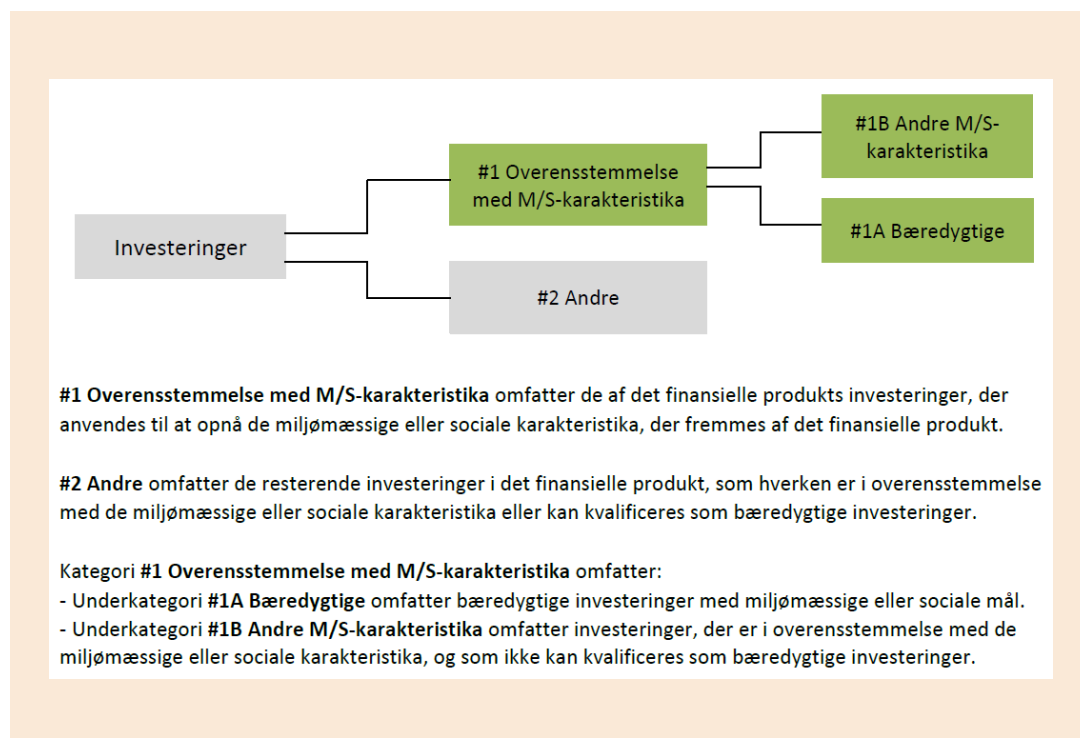 #1B Andre M/S-
karakteristika
#1 Overensstemmelse
med M/S-karakteristika
#1A Bæredygtige
Investeringer
#2 Andre
#1 Overensstemmelse med M/S-karakteristika omfatter de af det finansielle produkts investeringer, der
anvendes til at opnå de miljømæssige eller sociale karakteristika, der fremmes af det finansielle produkt.
#2 Andre omfatter de resterende investeringer i det finansielle produkt, som hverken er i overensstemmelse
med de miljømæssige eller sociale karakteristika eller kan kvalificeres som bæredygtige investeringer.
Kategori #1 Overensstemmelse med M/S-karakteristika omfatter:
- Underkategori #1A Bæredygtige omfatter bæredygtige investeringer med miljømæssige eller sociale mål.
- Underkategori #1B Andre M/S-karakteristika omfatter investeringer, der er i overensstemmelse med de
miljømæssige eller sociale karakteristika, og som ikke kan kvalificeres som bæredygtige investeringer.